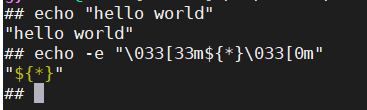 ## echo "hello world"
"hello world"
## echo -e "\033[33m${*}\033[0m"
"${*}"
##